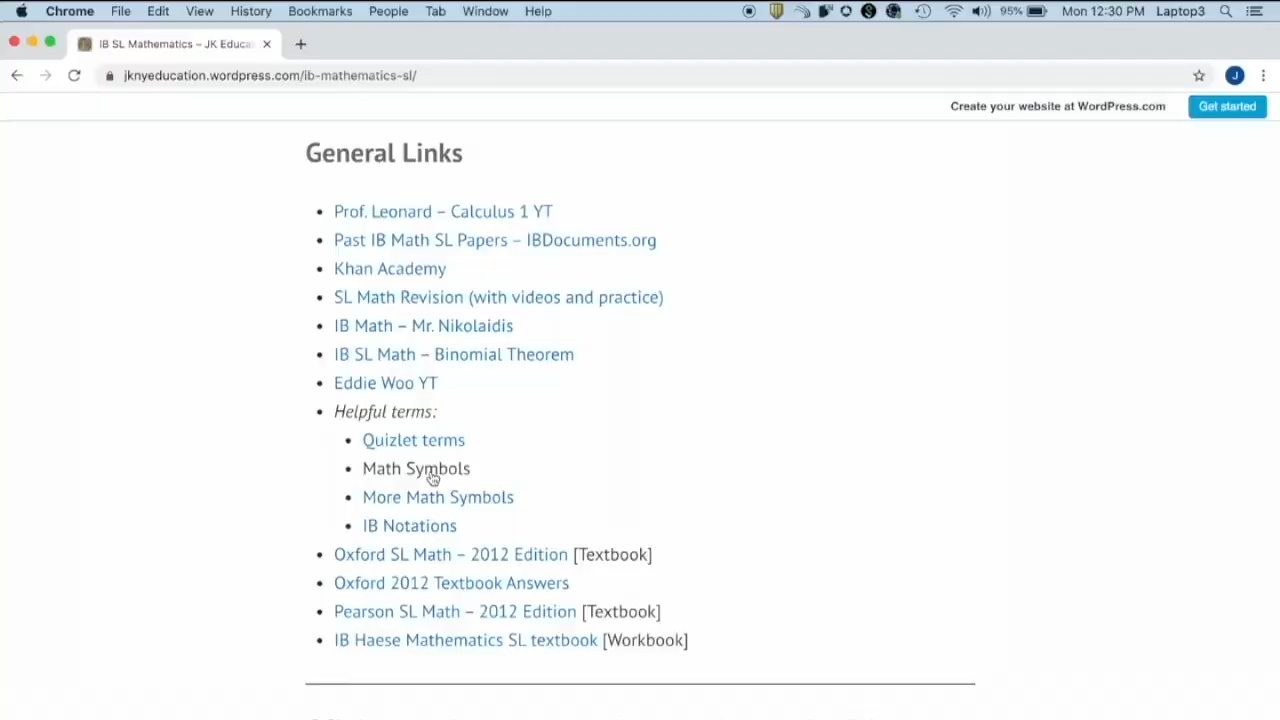 Chrome File Edit View History Bookmarks People Tab Window Help 95% Mon 12:30 PM Laptop3
IB SL Mathematics – JK Educa
jknyeducation.wordpress.com/ib-mathematics-sl/
J
Create your website at WordPress.com Get started
General Links
Prof. Leonard – Calculus 1 YT
Past IB Math SL Papers – IBDocuments.org
Khan Academy
SL Math Revision (with videos and practice)
IB Math – Mr. Nikolaidis
IB SL Math – Binomial Theorem
Eddie Woo YT
Helpful terms:
Quizlet terms
Math Symbols
More Math Symbols
IB Notations
Oxford SL Math – 2012 Edition [Textbook]
Oxford 2012 Textbook Answers
Pearson SL Math – 2012 Edition [Textbook]
IB Haese Mathematics SL textbook [Workbook]